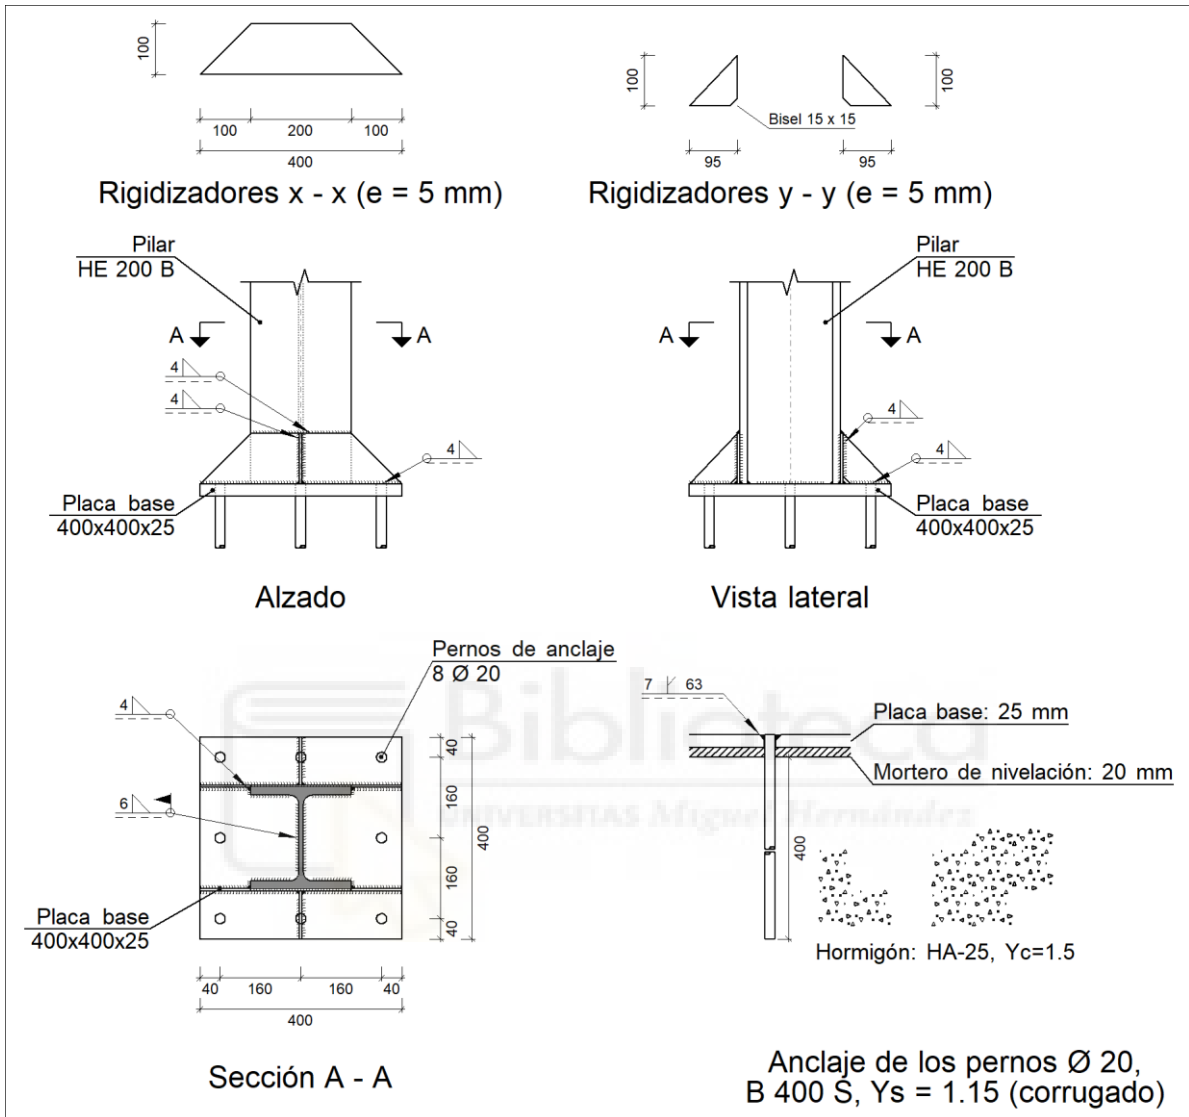 100
100 200 100
400
Rigidizadores x - x (e = 5 mm)
100
100
Bisel 15 x 15
95
95
Rigidizadores y - y (e = 5 mm)
Pilar
HE 200 B
A
A
4
4
4
Placa base
400x400x25
Alzado
Pilar
HE 200 B
A
A
4
4
Placa base
400x400x25
Vista lateral
Pernos de anclaje
8 Ø 20
4
6
Placa base
400x400x25
40
160
160
40
400
40 160 160 40
400
Sección A - A
7 63
Placa base: 25 mm
Mortero de nivelación: 20 mm
400
Hormigón: HA-25, Yc=1.5
Anclaje de los pernos Ø 20,
B 400 S, Ys = 1.15 (corrugado)
Biblioteca
UNIVERSITAS Miguel Hernández